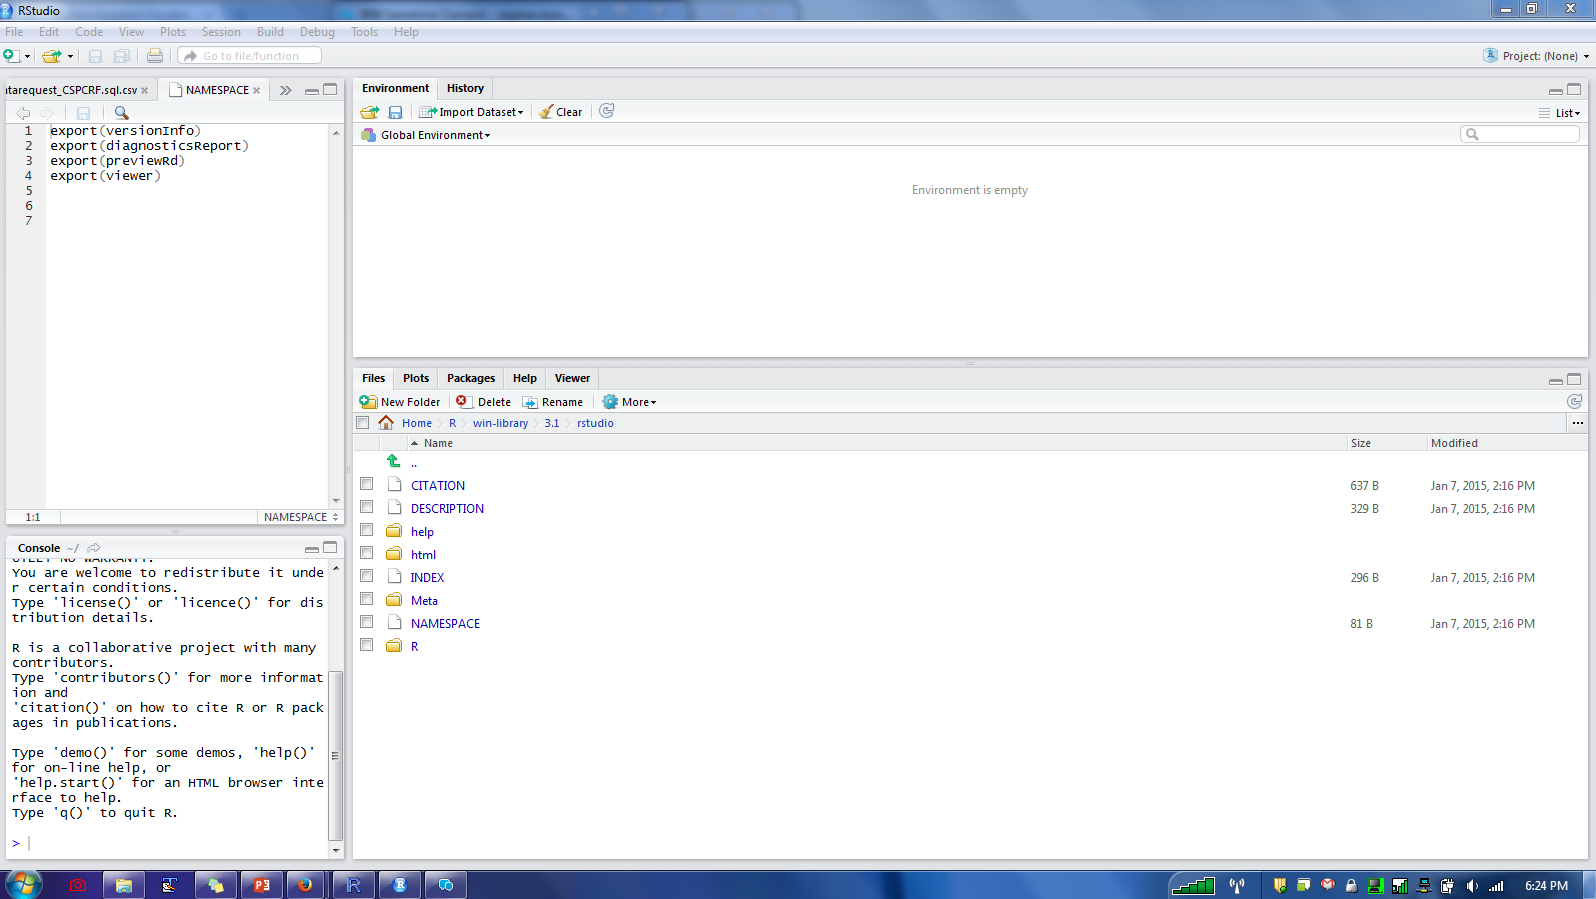 RStudio
File Edit Code View Plots Session Build Debug Tools Help
Go to file/function
Project: (None)
atarequest_CSPCRF.sql.csv
NAMESPACE
1 export(versionInfo)
2 export(diagnosticsReport)
3 export(previewRd)
4 export(viewer)
5
6
7
1:1
NAMESPACE
Console ~/
You are welcome to redistribute it unde
r certain conditions.
Type 'license()' or 'licence()' for dis
tribution details.
R is a collaborative project with many
contributors.
Type 'contributors()' for more informat
ion and
'citation()' on how to cite R or R pack
ages in publications.
Type 'demo()' for some demos, 'help()'
for on-line help, or
'help.start()' for an HTML browser inte
rface to help.
Type 'q()' to quit R.
>
Environment History
Import Dataset Clear
List
Global Environment
Environment is empty
Files Plots Packages Help Viewer
New Folder Delete Rename More
Home R win-library 3.1 rstudio ...
Name Size Modified
..
CITATION 637 B Jan 7, 2015, 2:16 PM
DESCRIPTION 329 B Jan 7, 2015, 2:16 PM
help
html
INDEX 296 B Jan 7, 2015, 2:16 PM
Meta
NAMESPACE 81 B Jan 7, 2015, 2:16 PM
R
6:24 PM